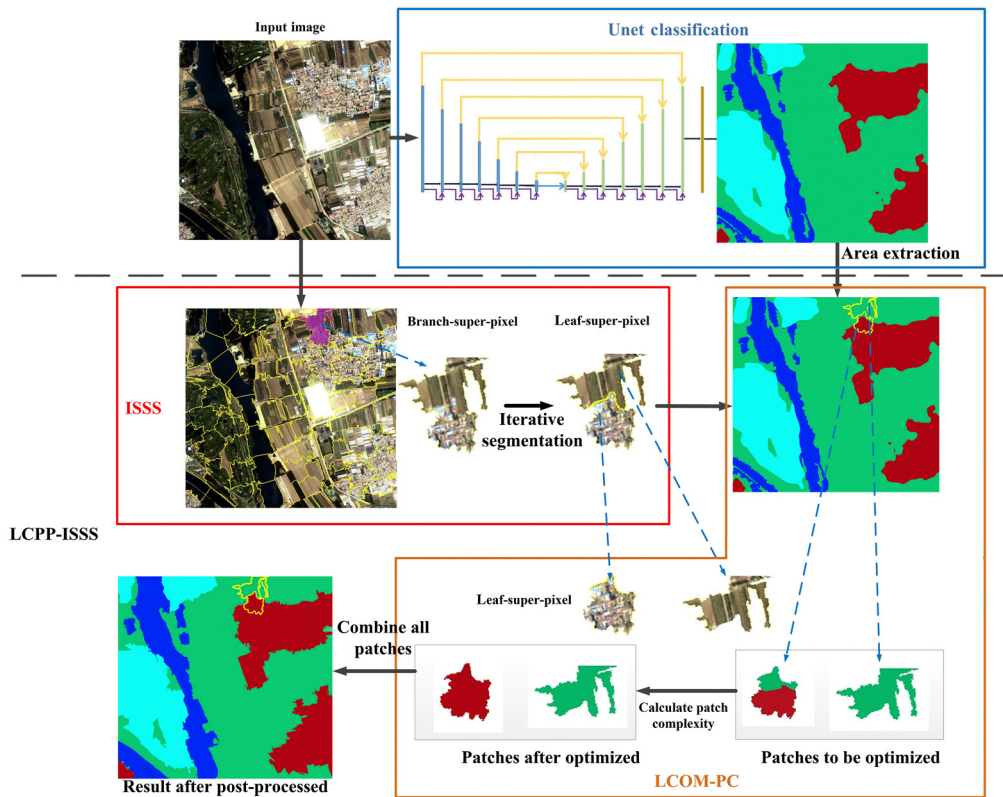 Input image
Unet classification
Area extraction
Branch-super-pixel
Leaf-super-pixel
ISSS
Iterative
segmentation
LCPP-ISSS
Leaf-super-pixel
Combine all
patches
Calculate patch
complexity
Patches after optimized
Patches to be optimized
Result after post-processed
LCOM-PC